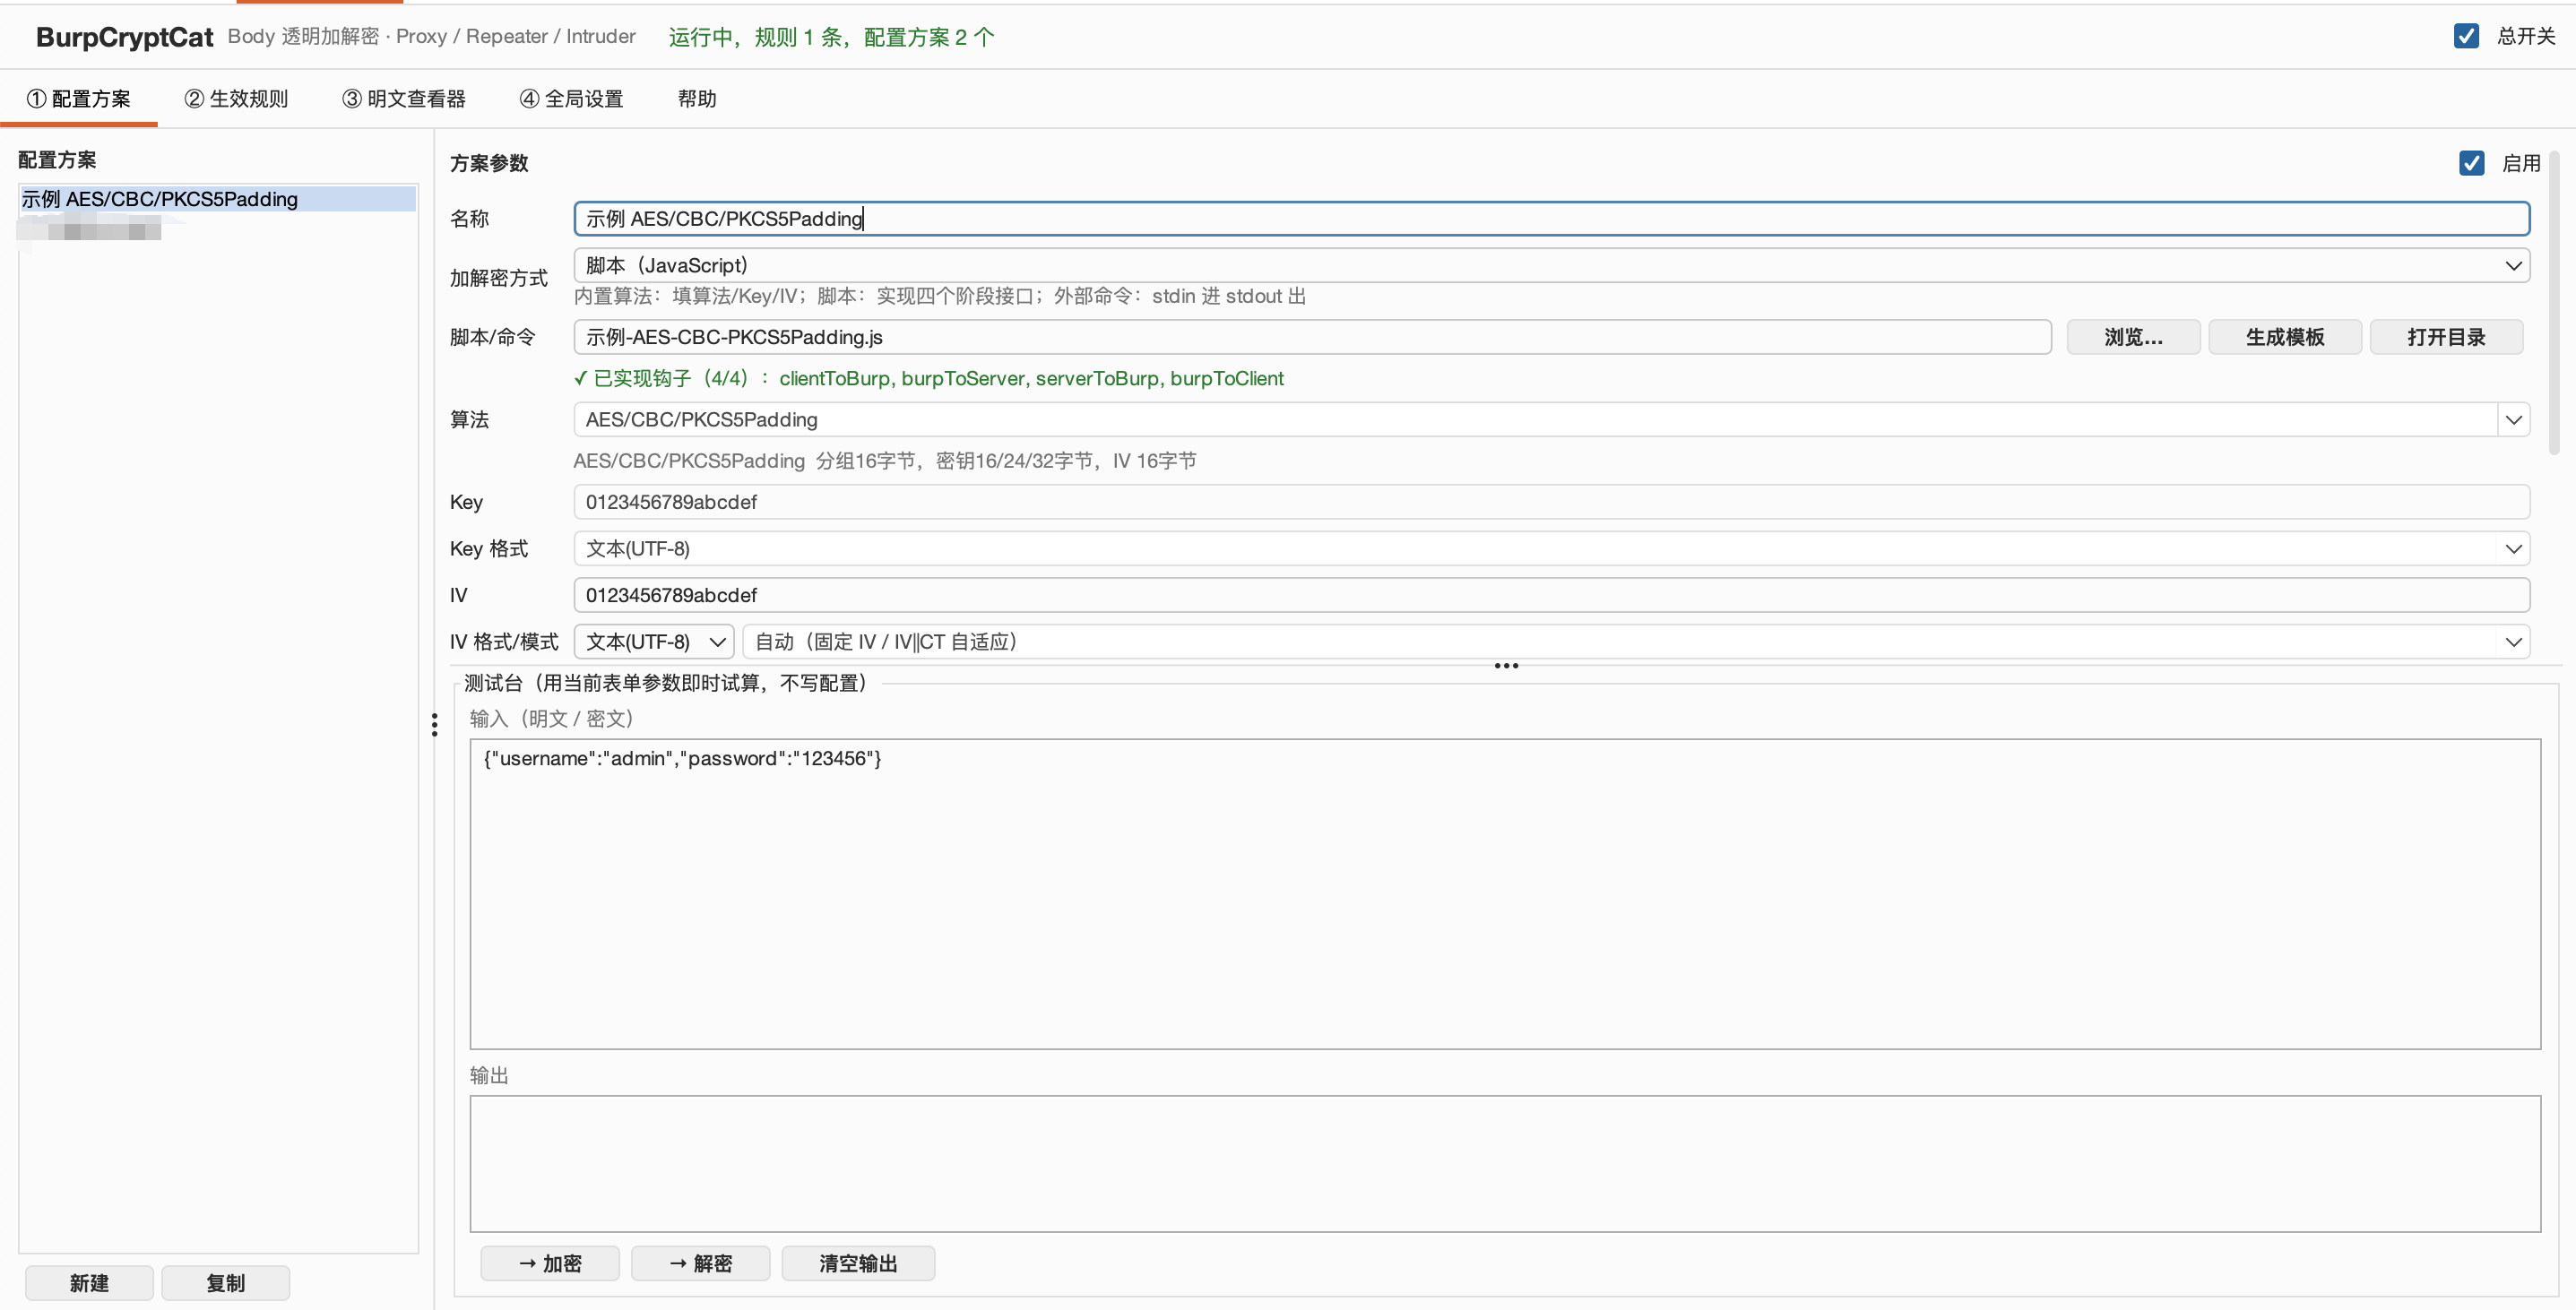 BurpCryptCat Body 透明加解密 · Proxy / Repeater / Intruder 运行中，规则 1 条，配置方案 2 个 总开关
① 配置方案 ② 生效规则 ③ 明文查看器 ④ 全局设置 帮助
配置方案
示例 AES/CBC/PKCS5Padding
新建 复制
方案参数 启用
名称 示例 AES/CBC/PKCS5Padding
加解密方式 脚本（JavaScript）
内置算法：填算法/Key/IV；脚本：实现四个阶段接口；外部命令：stdin 进 stdout 出
脚本/命令 示例-AES-CBC-PKCS5Padding.js 浏览... 生成模板 打开目录
✓ 已实现钩子（4/4）：clientToBurp, burpToServer, serverToBurp, burpToClient
算法 AES/CBC/PKCS5Padding
AES/CBC/PKCS5Padding 分组16字节，密钥16/24/32字节，IV 16字节
Key 0123456789abcdef
Key 格式 文本(UTF-8)
IV 0123456789abcdef
IV 格式/模式 文本(UTF-8) 自动（固定 IV / IV||CT 自适应）
测试台（用当前表单参数即时试算，不写配置）
输入（明文 / 密文）
{"username":"admin","password":"123456"}
输出
→ 加密 → 解密 清空输出